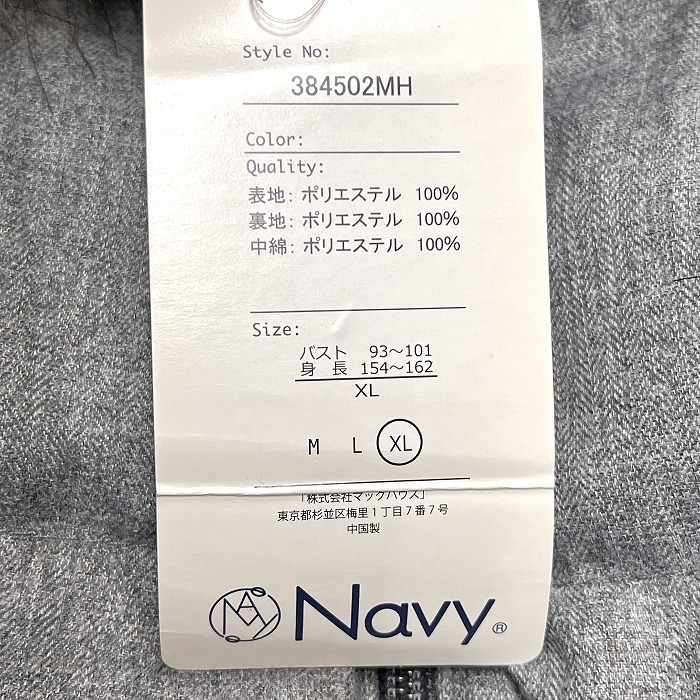 Style No:
384502MH
Color:
Quality:
表地: ポリエステル 100%
裏地: ポリエステル 100%
中綿: ポリエステル 100%
Size:
バスト 93～101
身 長 154～162
XL
M L XL
「株式会社マックハウス」
東京都杉並区梅里１丁目７番７号
中国製
NAVY Navy®